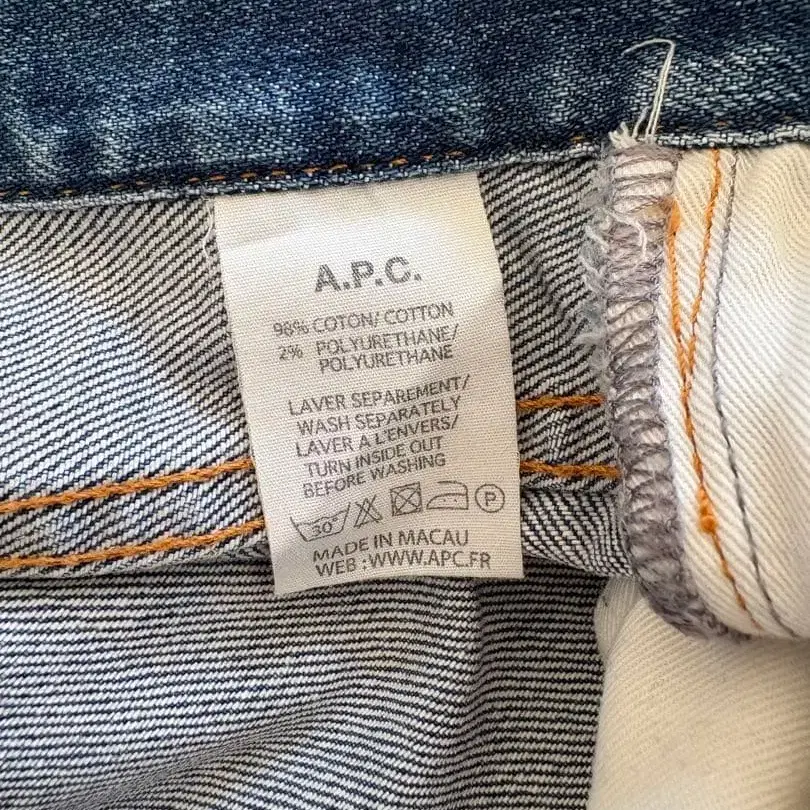 A.P.C.
98% COTON/ COTTON
2% POLYURETHANE/
POLYURETHANE
LAVER SEPAREMENT/
WASH SEPARATELY
LAVER A L'ENVERS/
TURN INSIDE OUT
BEFORE WASHING
30° P
MADE IN MACAU
WEB :WWW.APC.FR